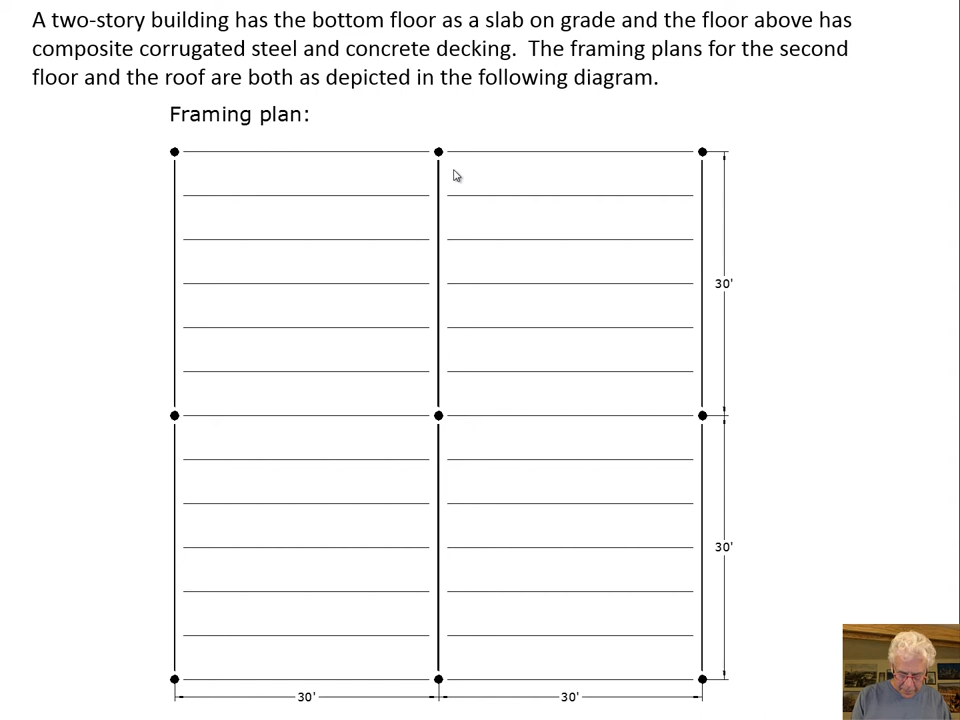 A two-story building has the bottom floor as a slab on grade and the floor above has
composite corrugated steel and concrete decking.  The framing plans for the second
floor and the roof are both as depicted in the following diagram.
Framing plan:
30'
30'
30'
30'